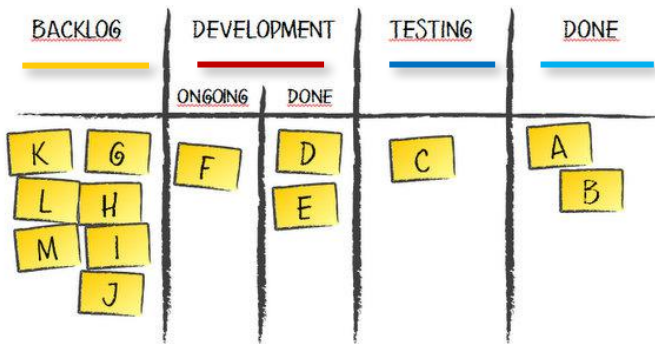 BACKLOG DEVELOPMENT TESTING DONE
ONGOING DONE
K G F D C A
L H E B
M I
J